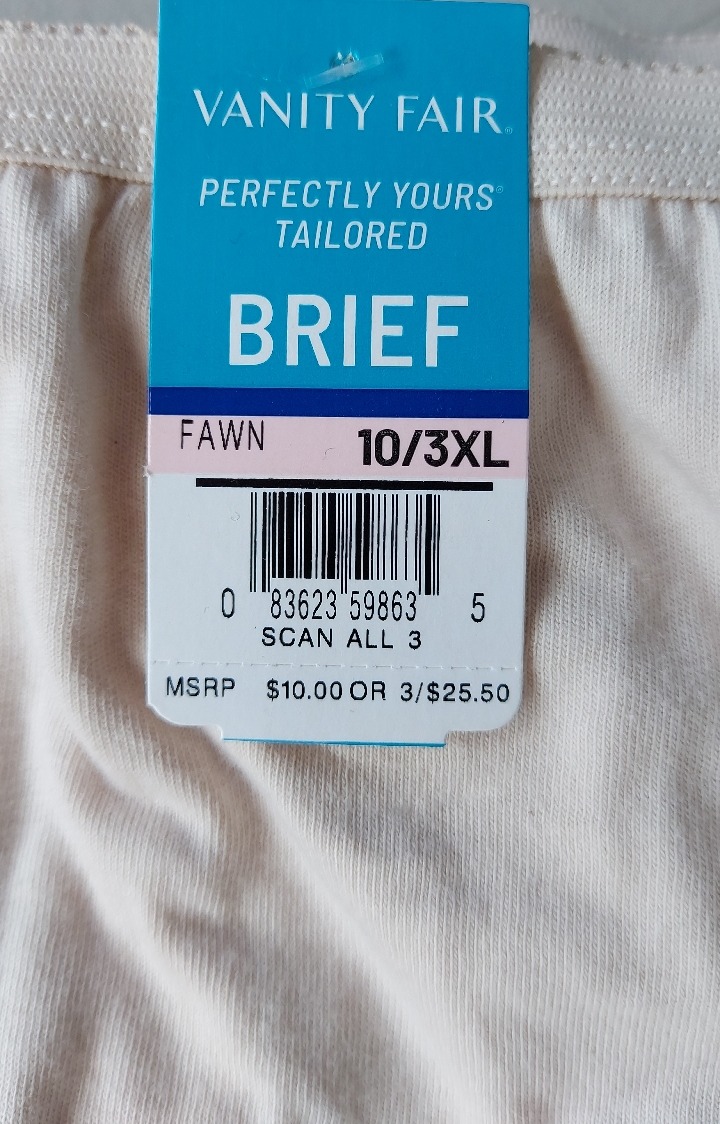 VANITY FAIR®
PERFECTLY YOURS®
TAILORED
BRIEF
FAWN 10/3XL
0 83623 59863 5
SCAN ALL 3
MSRP $10.00 OR 3/$25.50